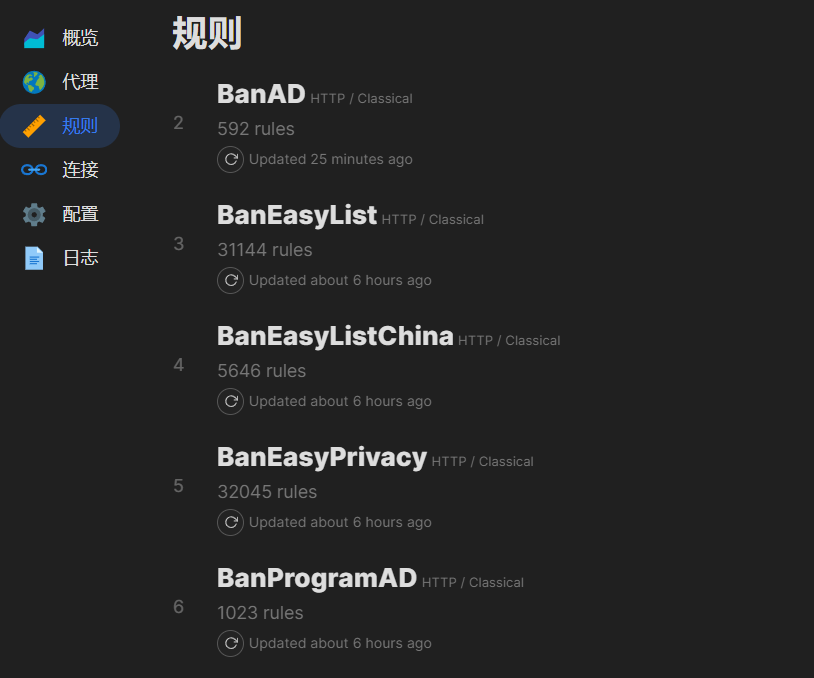 概览
代理
规则
连接
配置
日志
规则
2
BanAD HTTP / Classical
592 rules
Updated 25 minutes ago
3
BanEasyList HTTP / Classical
31144 rules
Updated about 6 hours ago
4
BanEasyListChina HTTP / Classical
5646 rules
Updated about 6 hours ago
5
BanEasyPrivacy HTTP / Classical
32045 rules
Updated about 6 hours ago
6
BanProgramAD HTTP / Classical
1023 rules
Updated about 6 hours ago